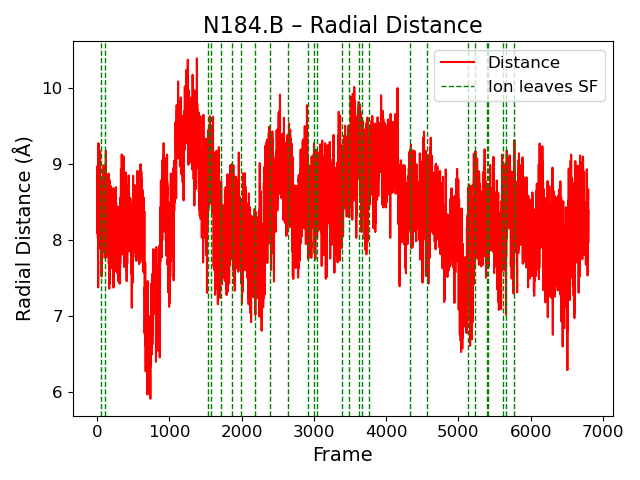 N184.B – Radial Distance
Distance
Ion leaves SF
Radial Distance (Å)
10
9
8
7
6
0 1000 2000 3000 4000 5000 6000 7000
Frame